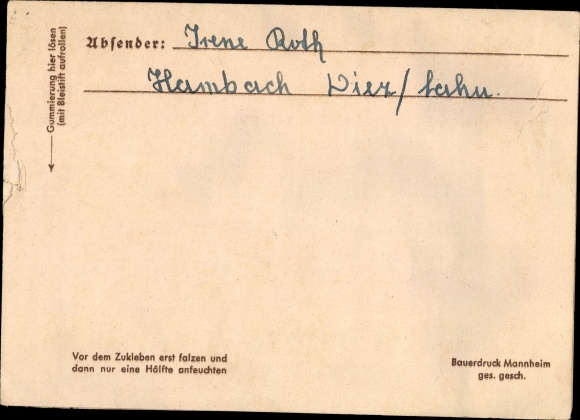 Absender: Irene Roth
Hambach Diez/Lahn.
← Gummierung hier lösen
(mit Bleistift aufrollen)
Vor dem Zukleben erst falzen und
dann nur eine Hälfte anfeuchten
Bauerdruck Mannheim
ges. gesch.